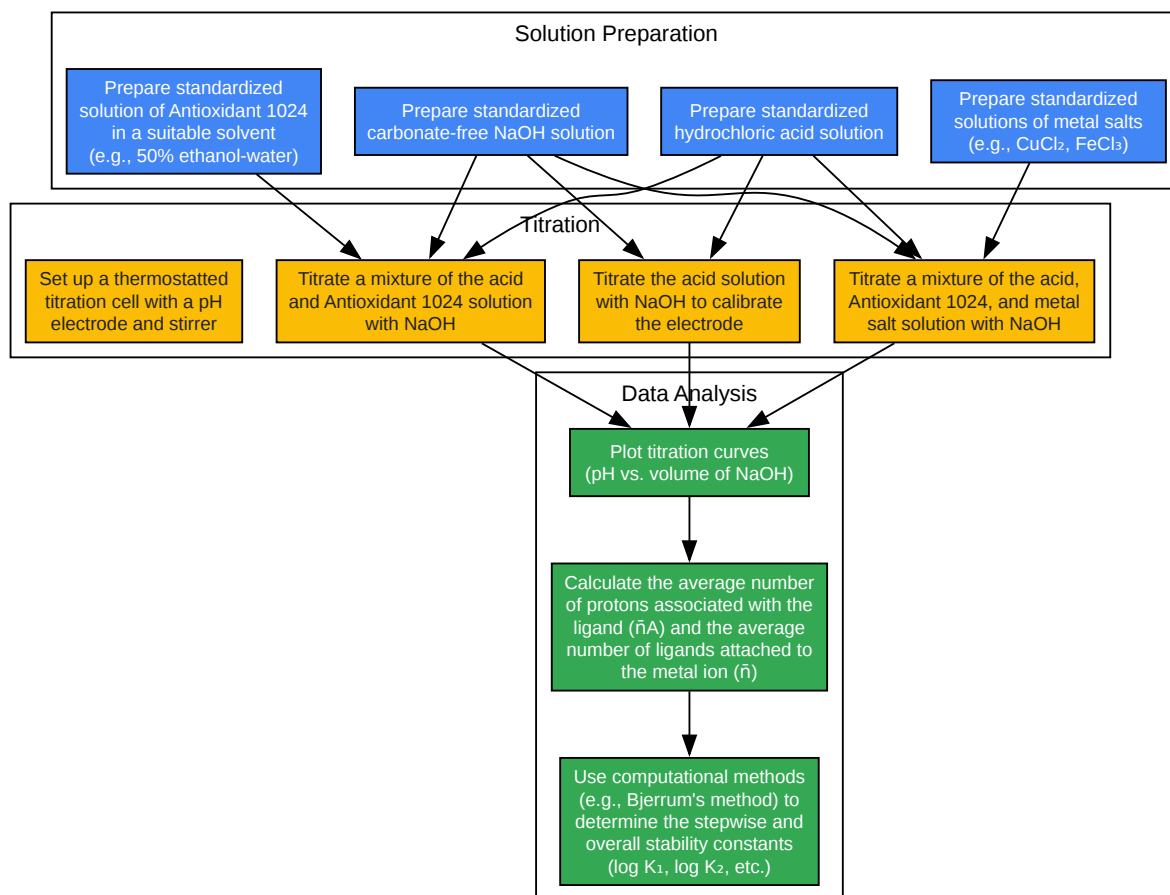 Solution Preparation
Prepare standardized
solution of Antioxidant 1024
in a suitable solvent
(e.g., 50% ethanol-water)
Prepare standardized
carbonate-free NaOH solution
Prepare standardized
hydrochloric acid solution
Prepare standardized
solutions of metal salts
(e.g., CuCl₂, FeCl₃)
Titration
Set up a thermostatted
titration cell with a pH
electrode and stirrer
Titrate a mixture of the acid
and Antioxidant 1024 solution
with NaOH
Titrate the acid solution
with NaOH to calibrate
the electrode
Titrate a mixture of the acid,
Antioxidant 1024, and metal
salt solution with NaOH
Data Analysis
Plot titration curves
(pH vs. volume of NaOH)
Calculate the average number
of protons associated with the
ligand (n̄A) and the average
number of ligands attached to
the metal ion (n̄)
Use computational methods
(e.g., Bjerrum's method) to
determine the stepwise and
overall stability constants
(log K₁, log K₂, etc.)